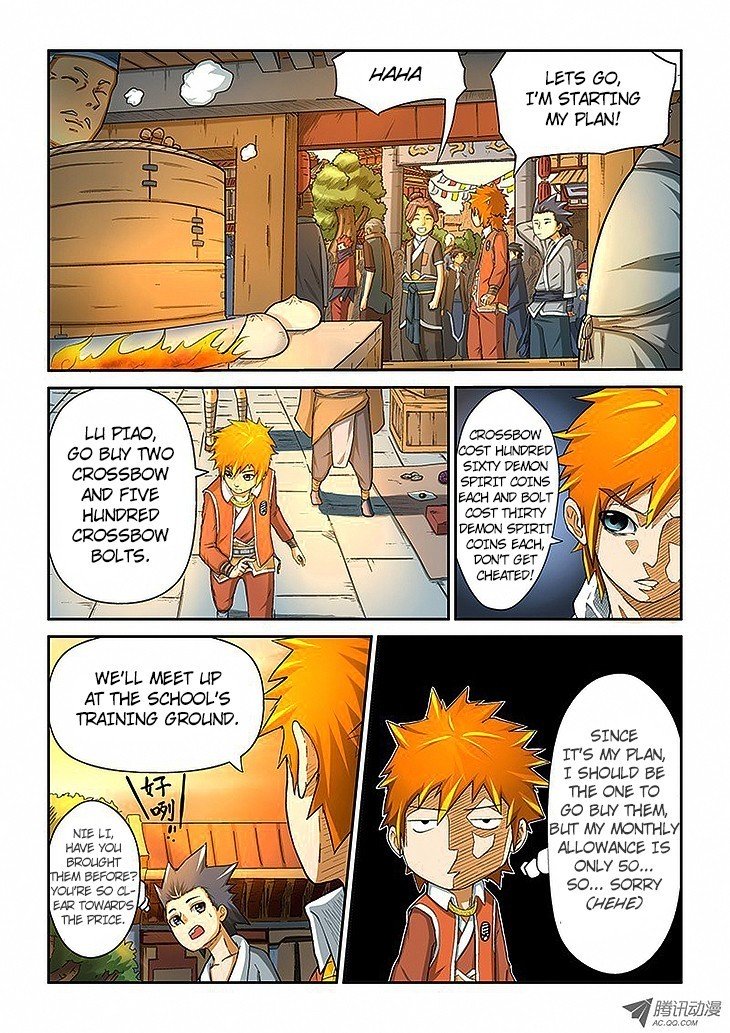 HAHA
LETS GO,
I'M STARTING
MY PLAN!
LU PIAO,
GO BUY TWO
CROSSBOW
AND FIVE
HUNDRED
CROSSBOW
BOLTS.
CROSSBOW
COST HUNDRED
SIXTY DEMON
SPIRIT COINS
EACH AND BOLT
COST THIRTY
DEMON SPIRIT
COINS EACH,
DON'T GET
CHEATED!
WE'LL MEET UP
AT THE SCHOOL'S
TRAINING GROUND.
好
咧!!
NIE LI,
HAVE YOU
BROUGHT
THEM BEFORE?
YOU'RE SO CL-
EAR TOWARDS
THE PRICE.
SINCE
IT'S MY PLAN,
I SHOULD BE
THE ONE TO
GO BUY THEM,
BUT MY MONTHLY
ALLOWANCE IS
ONLY 50...
SO... SORRY
(HEHE)
腾讯动漫
AC.QQ.COM